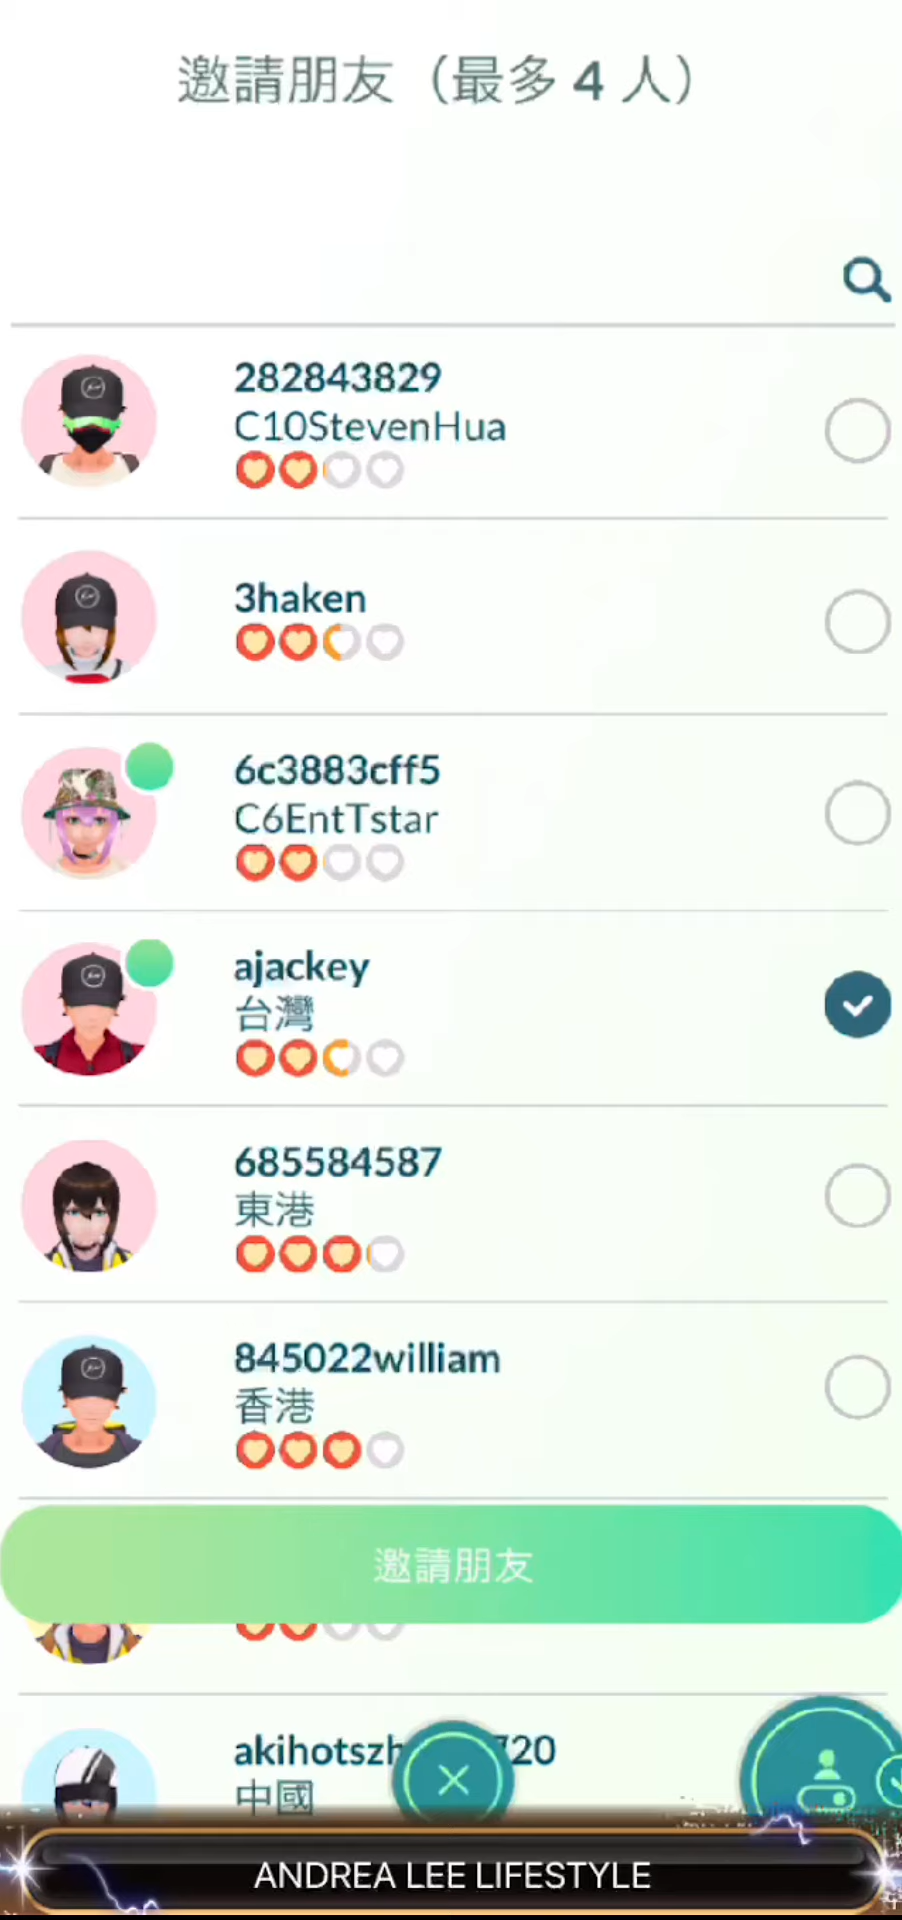 邀請朋友（最多 4 人）
282843829
C10StevenHua
3haken
6c3883cff5
C6EntTstar
ajackey
台灣
685584587
東港
845022william
香港
邀請朋友
中國
ANDREA LEE LIFESTYLE